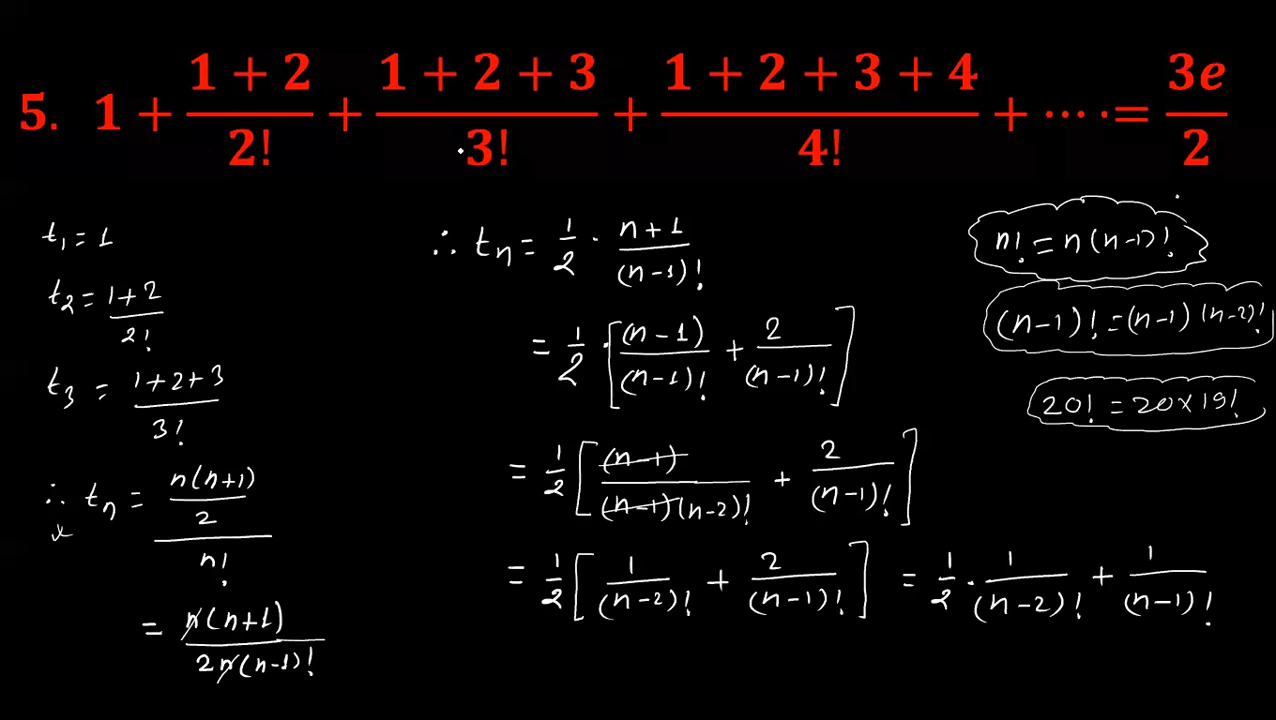 5. 1 + (1 + 2)/2! + (1 + 2 + 3)/3! + (1 + 2 + 3 + 4)/4! + ⋯ ⋅= 3e/2
t₁ = 1
t₂ = (1+2)/2!
t₃ = (1+2+3)/3!
∴ tₙ = (n(n+1)/2)/n!
= n(n+1)/2n(n-1)!
∴ tₙ = 1/2 · (n+1)/(n-1)!
= 1/2 · [(n-1)/(n-1)! + 2/(n-1)!]
= 1/2 [(n-1)/(n-1)(n-2)! + 2/(n-1)!]
= 1/2 [1/(n-2)! + 2/(n-1)!] = 1/2 · 1/(n-2)! + 1/(n-1)!
n! = n(n-1)!
(n-1)! = (n-1)(n-2)!
20! = 20×19!